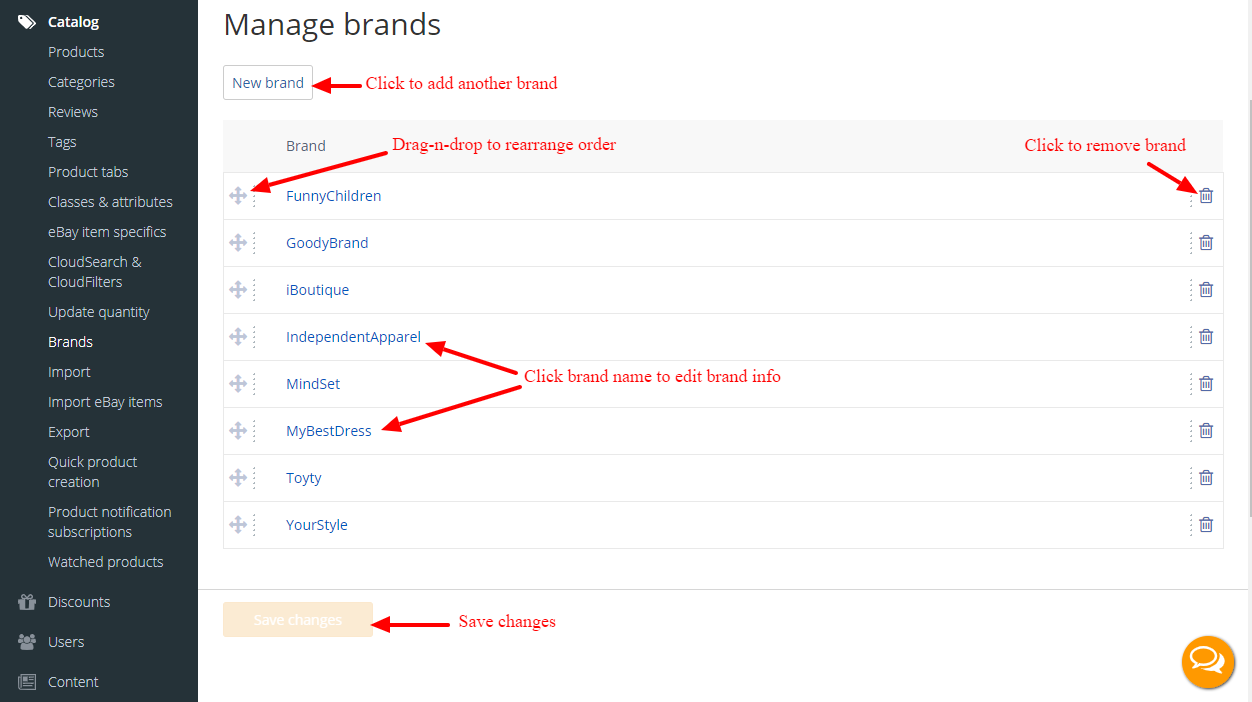 Catalog
Products
Categories
Reviews
Tags
Product tabs
Classes & attributes
eBay item specifics
CloudSearch &
CloudFilters
Update quantity
Brands
Import
Import eBay items
Export
Quick product
creation
Product notification
subscriptions
Watched products
Discounts
Users
Content
Manage brands
New brand
Click to add another brand
Brand
Drag-n-drop to rearrange order
Click to remove brand
FunnyChildren
GoodyBrand
iBoutique
IndependentApparel
Click brand name to edit brand info
MindSet
MyBestDress
Toyty
YourStyle
Save changes
Save changes